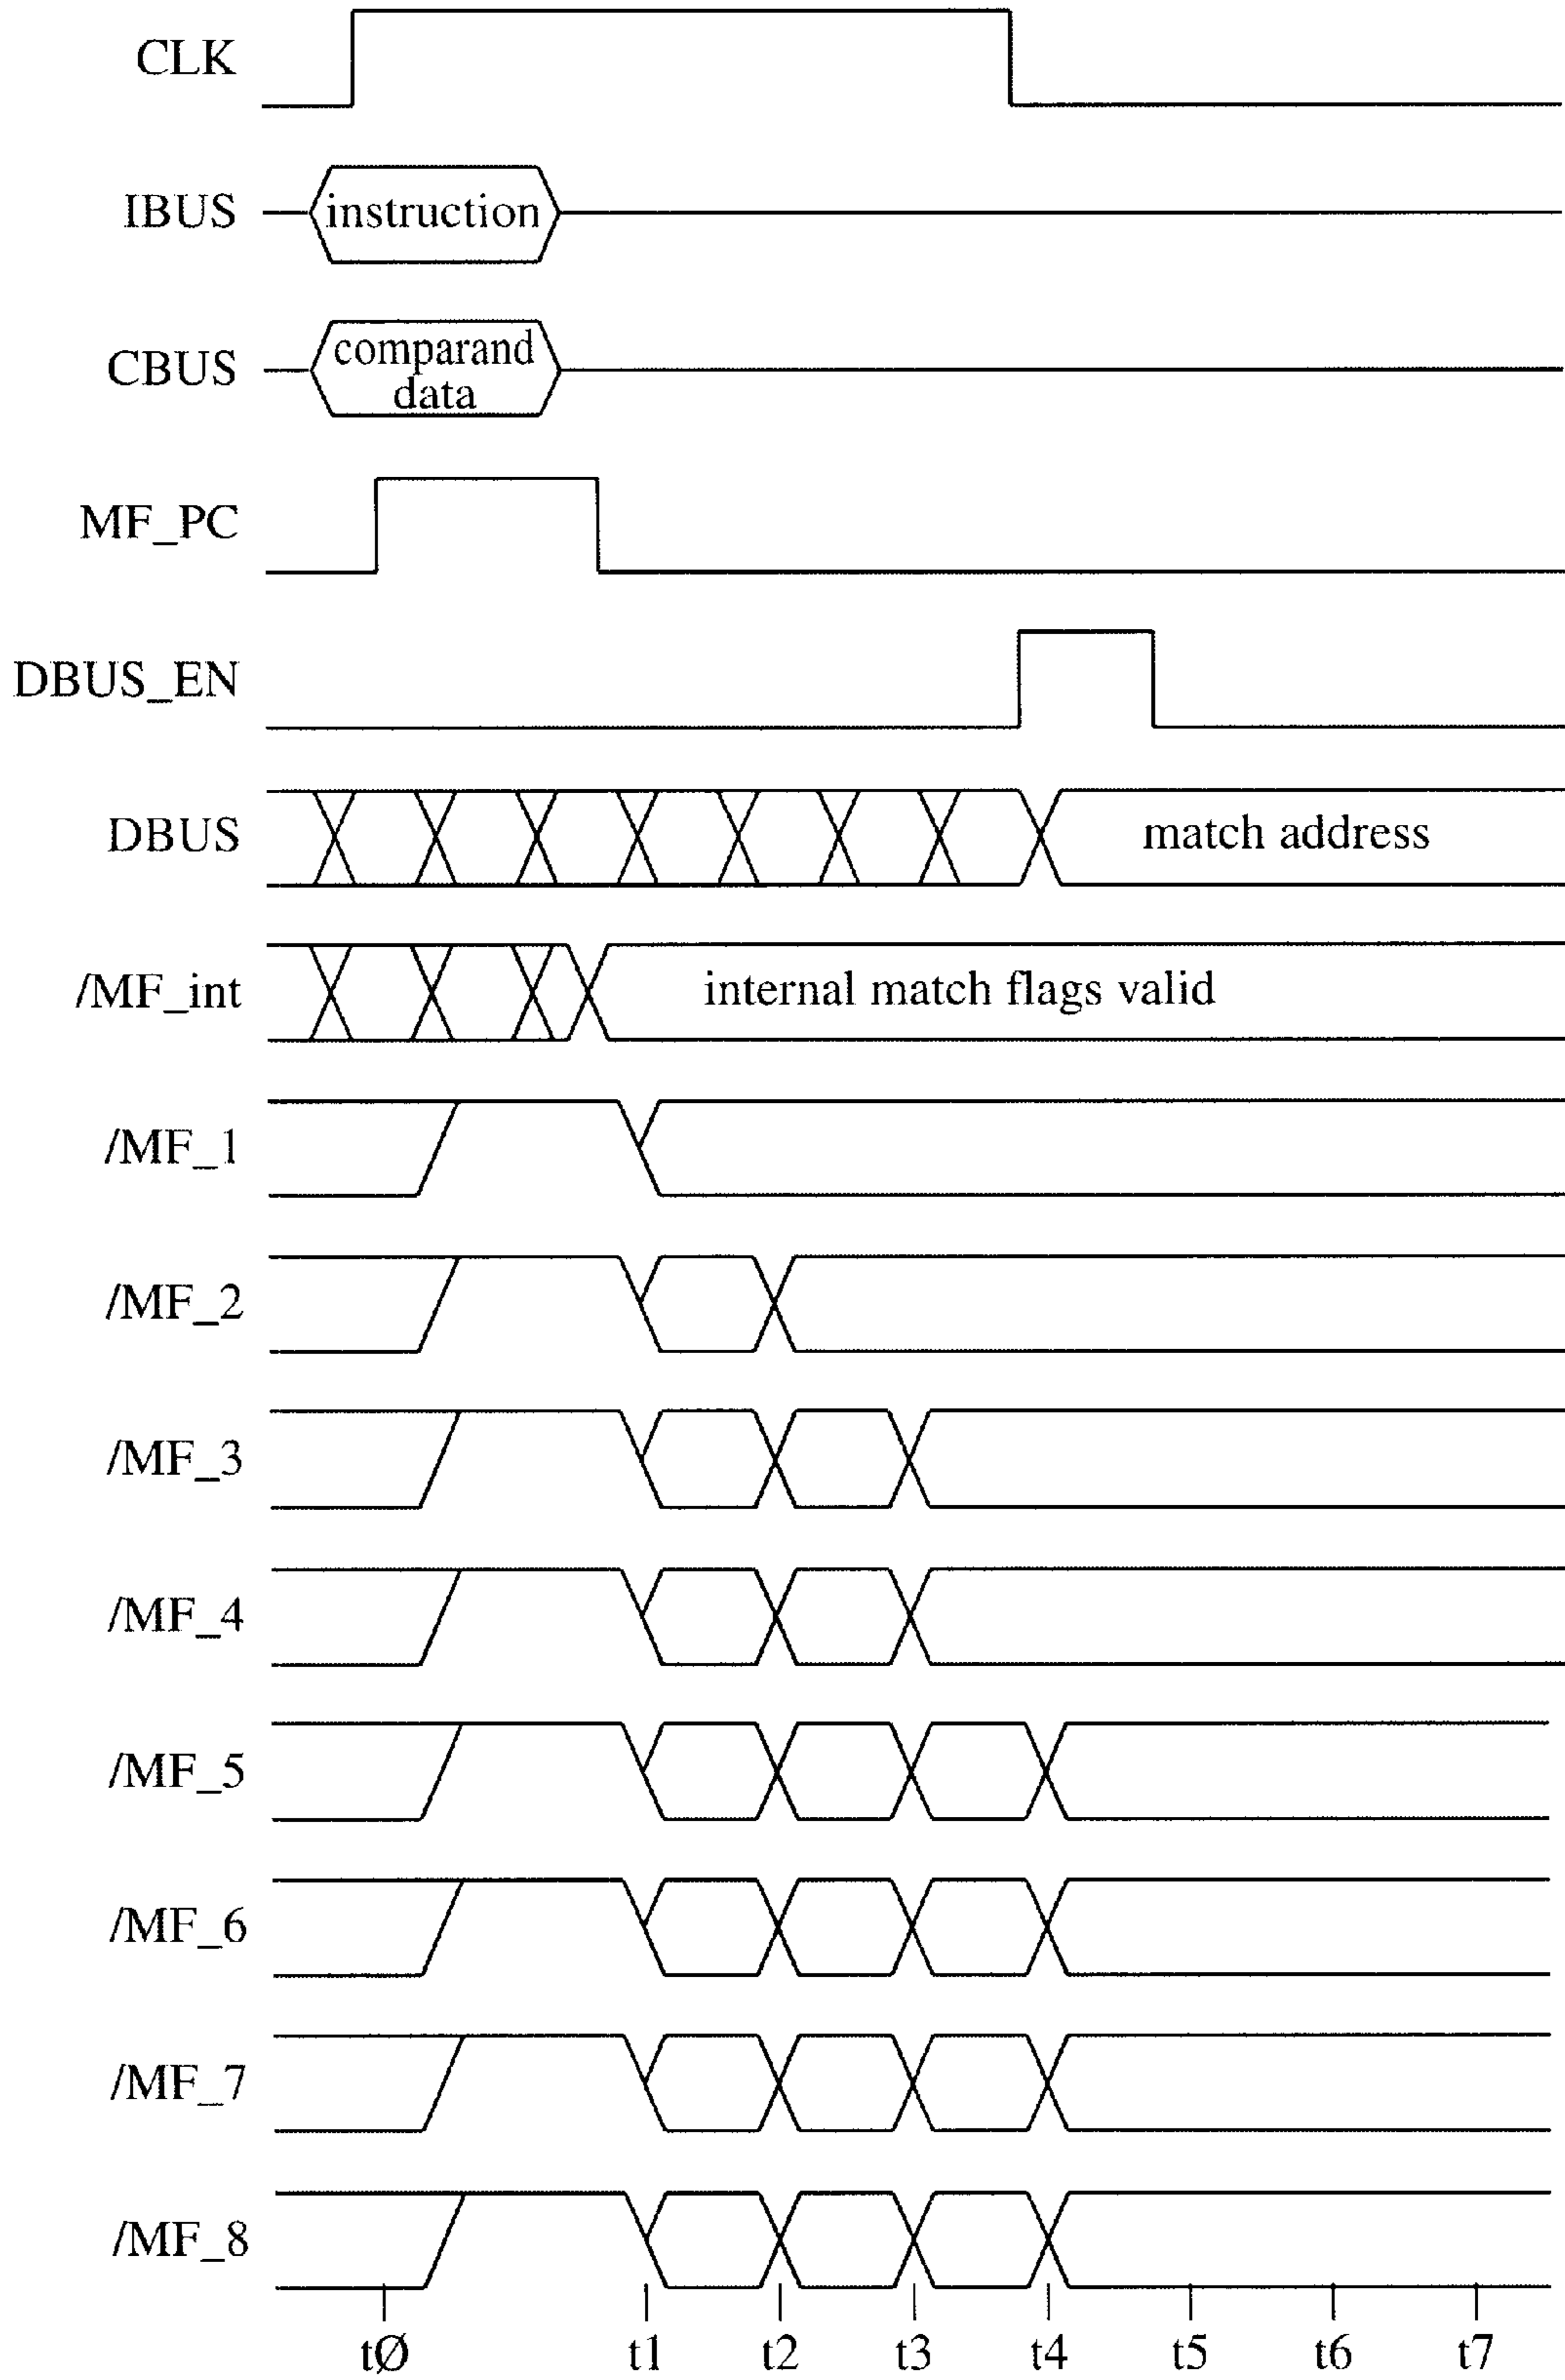 CLK
IBUS
instruction
CBUS
comparand
data
MF_PC
DBUS_EN
DBUS
match address
/MF_int
internal match flags valid
/MF_1
/MF_2
/MF_3
/MF_4
/MF_5
/MF_6
/MF_7
/MF_8
tØ t1 t2 t3 t4 t5 t6 t7